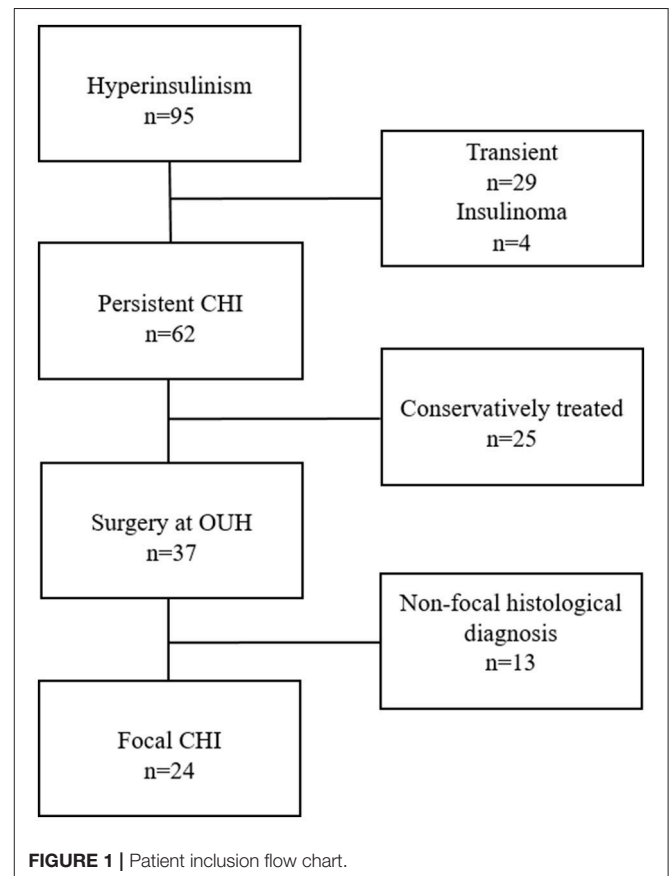 Hyperinsulinism
n=95
Transient
n=29
Insulinoma
n=4
Persistent CHI
n=62
Conservatively treated
n=25
Surgery at OUH
n=37
Non-focal histological
diagnosis
n=13
Focal CHI
n=24
FIGURE 1 | Patient inclusion flow chart.